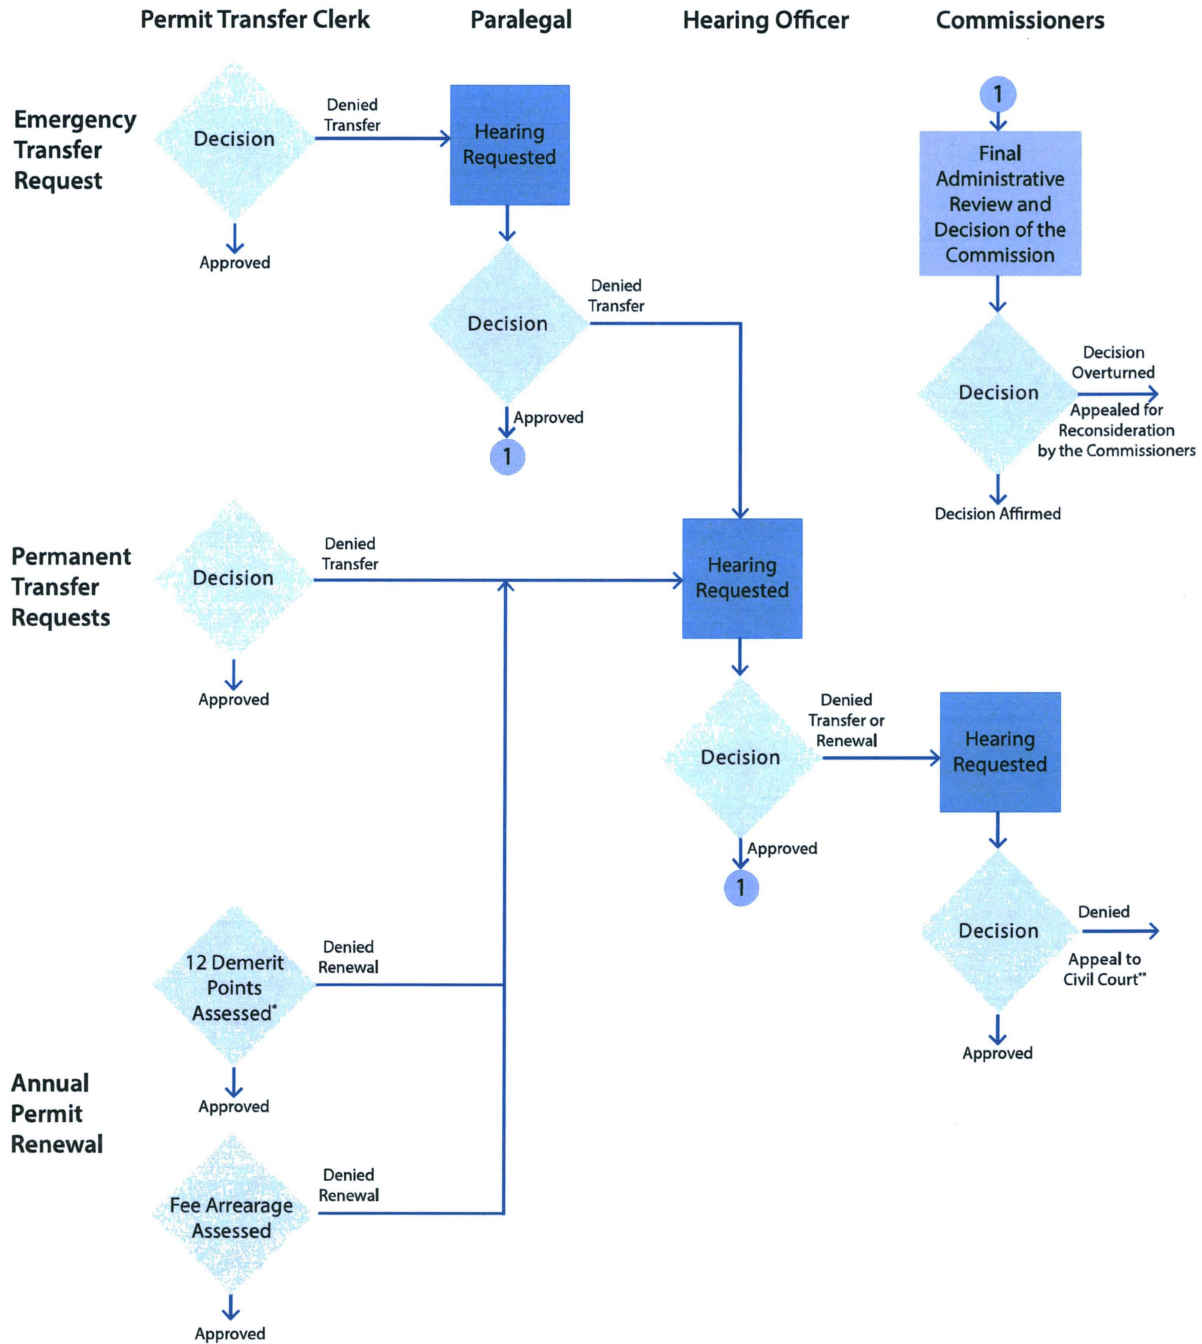 Permit Transfer Clerk
Paralegal
Hearing Officer
Commissioners
Emergency
Transfer
Request
Decision
Denied
Transfer
Approved
Hearing
Requested
Decision
Denied
Transfer
Approved
1
1
Final
Administrative
Review and
Decision of the
Commission
Decision
Decision
Overturned
Appealed for
Reconsideration
by the Commissioners
Decision Affirmed
Permanent
Transfer
Requests
Decision
Denied
Transfer
Approved
Hearing
Requested
Decision
Denied
Transfer or
Renewal
Approved
1
Hearing
Requested
Decision
Denied
Appeal to
Civil Court**
Approved
Annual
Permit
Renewal
12 Demerit
Points
Assessed*
Denied
Renewal
Approved
Fee Arrearage
Assessed
Denied
Renewal
Approved